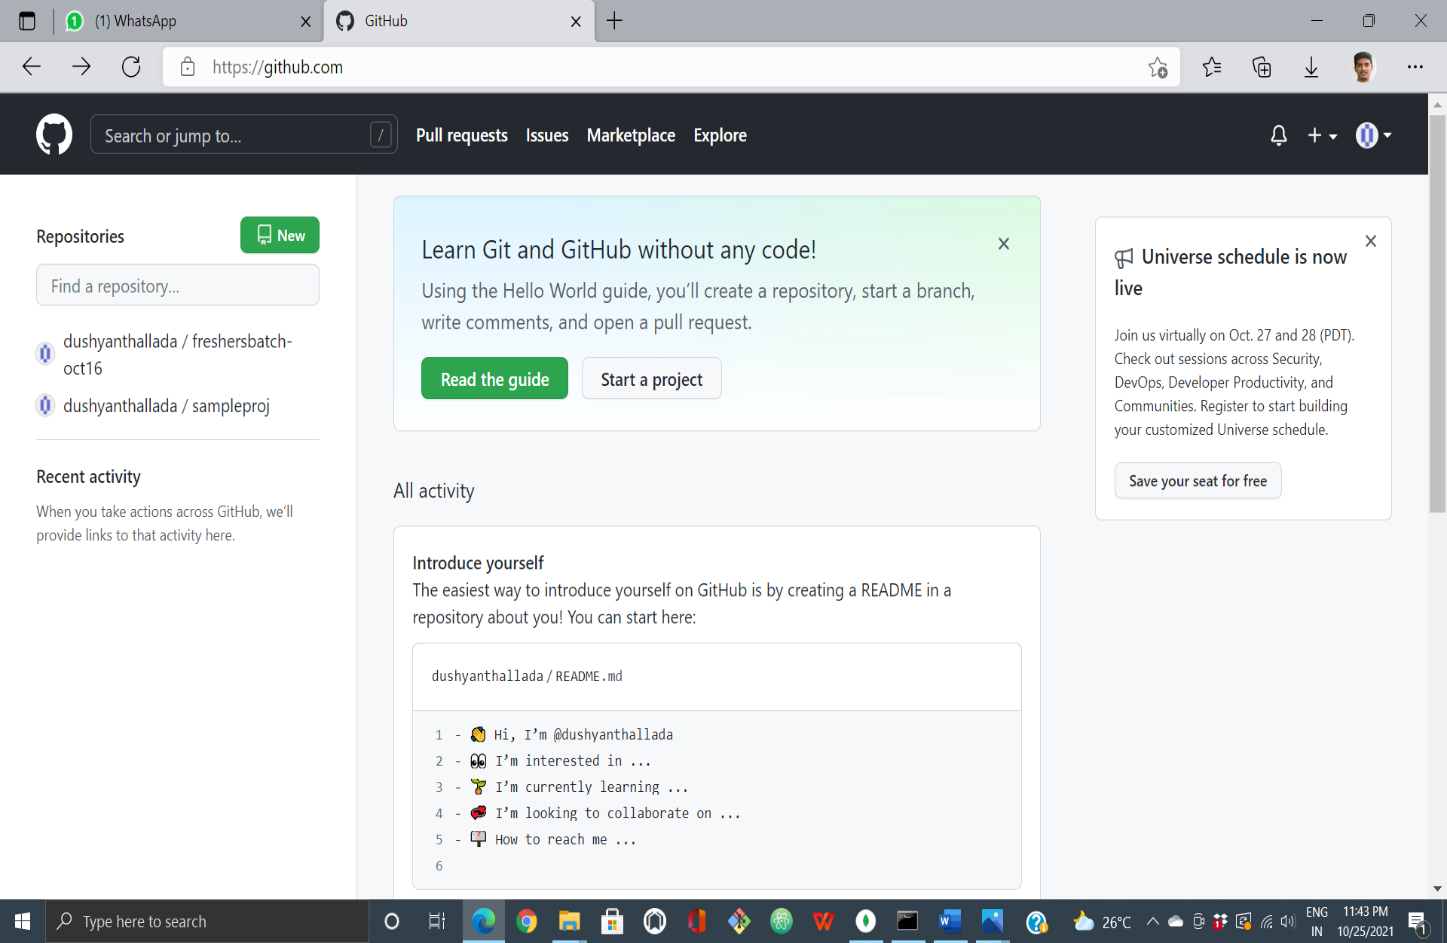 (1) WhatsApp
GitHub
https://github.com
Search or jump to...
/
Pull requests
Issues
Marketplace
Explore
Repositories
New
Find a repository...
dushyanthallada / freshersbatch-
oct16
dushyanthallada / sampleproj
Recent activity
When you take actions across GitHub, we'll
provide links to that activity here.
Learn Git and GitHub without any code!
Using the Hello World guide, you'll create a repository, start a branch,
write comments, and open a pull request.
Read the guide
Start a project
All activity
Introduce yourself
The easiest way to introduce yourself on GitHub is by creating a README in a
repository about you! You can start here:
dushyanthallada / README.md
1 - 👋 Hi, I'm @dushyanthallada
2 - 👀 I'm interested in ...
3 - 🌱 I'm currently learning ...
4 - 💞️ I'm looking to collaborate on ...
5 - 📫 How to reach me ...
6
Universe schedule is now
live
Join us virtually on Oct. 27 and 28 (PDT).
Check out sessions across Security,
DevOps, Developer Productivity, and
Communities. Register to start building
your customized Universe schedule.
Save your seat for free
Type here to search
26°C
ENG
IN
11:43 PM
10/25/2021
1